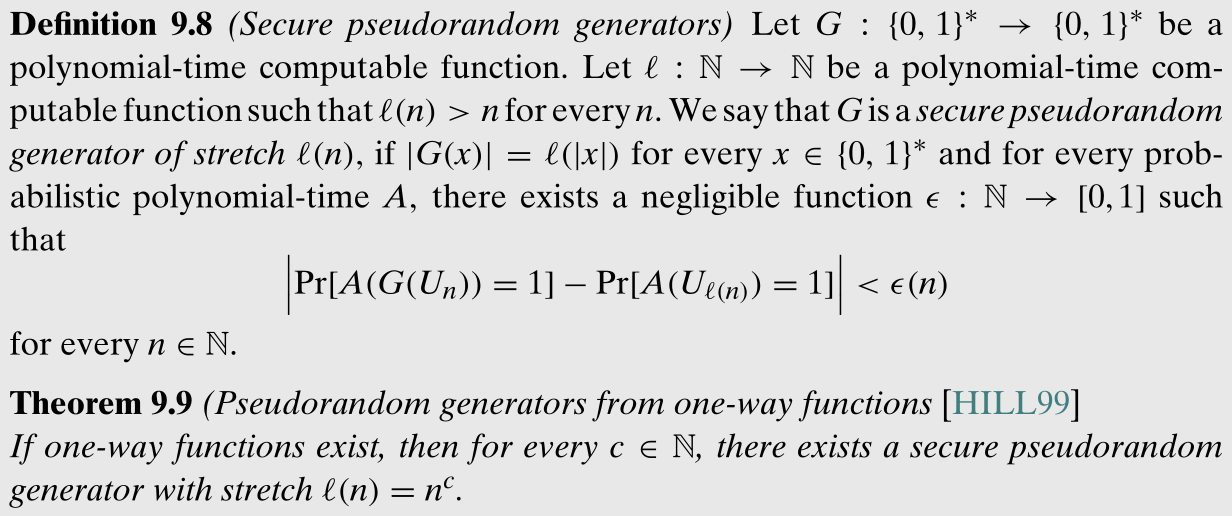 Definition 9.8 (Secure pseudorandom generators) Let G : {0, 1}* → {0, 1}* be a
polynomial-time computable function. Let ℓ : ℕ → ℕ be a polynomial-time com-
putable function such that ℓ(n) > n for every n. We say that G is a secure pseudorandom
generator of stretch ℓ(n), if |G(x)| = ℓ(|x|) for every x ∈ {0, 1}* and for every prob-
abilistic polynomial-time A, there exists a negligible function ϵ : ℕ → [0, 1] such
that
|Pr[A(G(Uₙ)) = 1] − Pr[A(U_{ℓ(n)}) = 1]| < ϵ(n)
for every n ∈ ℕ.
Theorem 9.9 (Pseudorandom generators from one-way functions [HILL99]
If one-way functions exist, then for every c ∈ ℕ, there exists a secure pseudorandom
generator with stretch ℓ(n) = nᶜ.